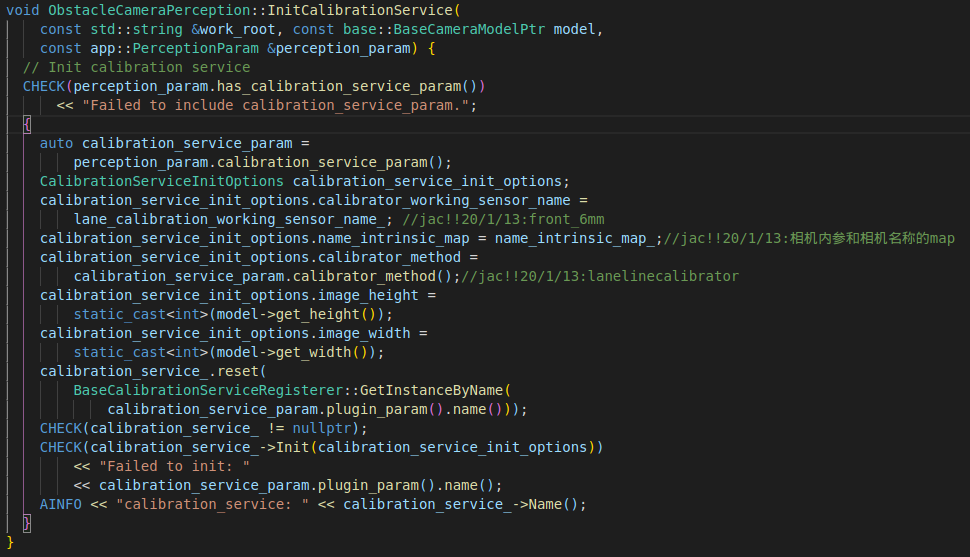 void ObstacleCameraPerception::InitCalibrationService(
    const std::string &work_root, const base::BaseCameraModelPtr model,
    const app::PerceptionParam &perception_param) {
  // Init calibration service
  CHECK(perception_param.has_calibration_service_param())
      << "Failed to include calibration_service_param.";
  {
    auto calibration_service_param =
        perception_param.calibration_service_param();
    CalibrationServiceInitOptions calibration_service_init_options;
    calibration_service_init_options.calibrator_working_sensor_name =
        lane_calibration_working_sensor_name_; //jac!!20/1/13:front_6mm
    calibration_service_init_options.name_intrinsic_map = name_intrinsic_map_;//jac!!20/1/13:相机内参和相机名称的map
    calibration_service_init_options.calibrator_method =
        calibration_service_param.calibrator_method();//jac!!20/1/13:lanelinecalibrator
    calibration_service_init_options.image_height =
        static_cast<int>(model->get_height());
    calibration_service_init_options.image_width =
        static_cast<int>(model->get_width());
    calibration_service_.reset(
        BaseCalibrationServiceRegisterer::GetInstanceByName(
            calibration_service_param.plugin_param().name()));
    CHECK(calibration_service_ != nullptr);
    CHECK(calibration_service_->Init(calibration_service_init_options))
        << "Failed to init: "
        << calibration_service_param.plugin_param().name();
    AINFO << "calibration_service: " << calibration_service_->Name();
  }
}